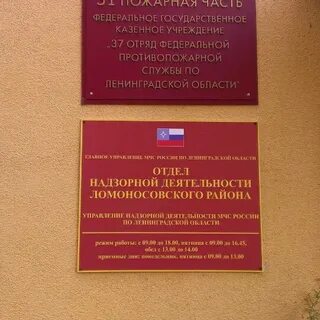 31 ПОЖАРНАЯ ЧАСТЬ
ФЕДЕРАЛЬНОЕ ГОСУДАРСТВЕННОЕ
КАЗЕННОЕ УЧРЕЖДЕНИЕ
„37 ОТРЯД ФЕДЕРАЛЬНОЙ
ПРОТИВОПОЖАРНОЙ
СЛУЖБЫ ПО
ЛЕНИНГРАДСКОЙ ОБЛАСТИ"
ГЛАВНОЕ УПРАВЛЕНИЕ МЧС РОССИИ ПО ЛЕНИНГРАДСКОЙ ОБЛАСТИ
ОТДЕЛ
НАДЗОРНОЙ ДЕЯТЕЛЬНОСТИ
ЛОМОНОСОВСКОГО РАЙОНА
УПРАВЛЕНИЕ НАДЗОРНОЙ ДЕЯТЕЛЬНОСТИ МЧС РОССИИ
ПО ЛЕНИНГРАДСКОЙ ОБЛАСТИ
режим работы: с 09.00 до 18.00, пятница с 09.00 до 16.45,
обед с 13.00 до 14.00
приемные дни: понедельник, пятница с 09.00 до 13.00